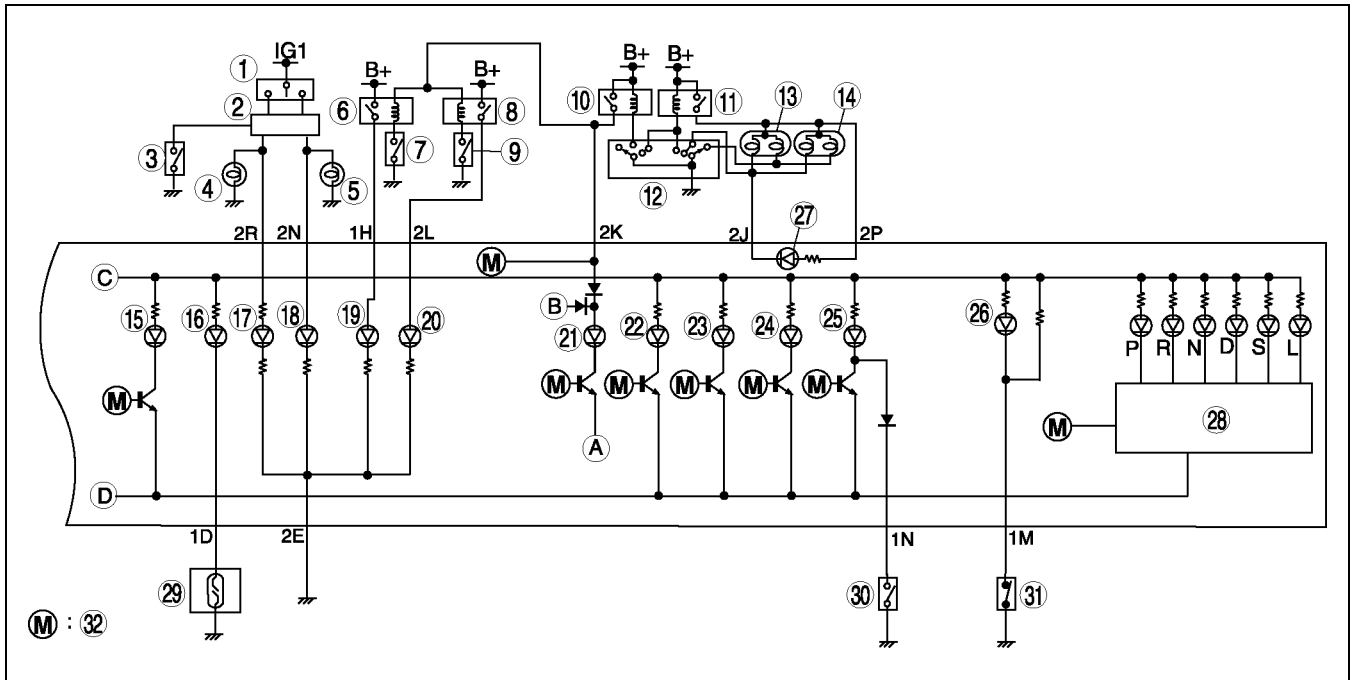 IG1
B+ B+ B+ B+
① ② ③ ④ ⑤ ⑥ ⑦ ⑧ ⑨ ⑩ ⑪ ⑫ ⑬ ⑭
2R 2N 1H 2L 2K 2J ㉗ 2P
Ⓜ
Ⓒ
Ⓑ
⑮ ⑯ ⑰ ⑱ ⑲ ⑳ ㉑ ㉒ ㉓ ㉔ ㉕ ㉖
P R N D S L
Ⓜ Ⓜ Ⓜ Ⓜ Ⓜ Ⓜ
Ⓜ ㉘
Ⓐ
Ⓓ
1D 2E 1N 1M
㉙ ㉚ ㉛
Ⓜ : ㉜